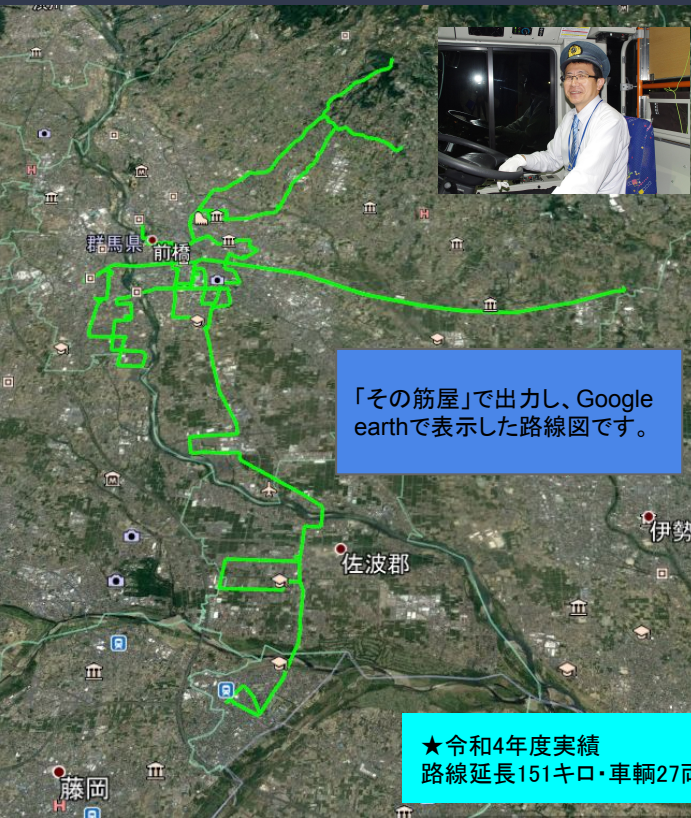 群馬県
前橋
「その筋屋」で出力し、Google
earthで表示した路線図です。
伊勢
佐波郡
★令和4年度実績
路線延長151キロ・車輌27両
藤岡